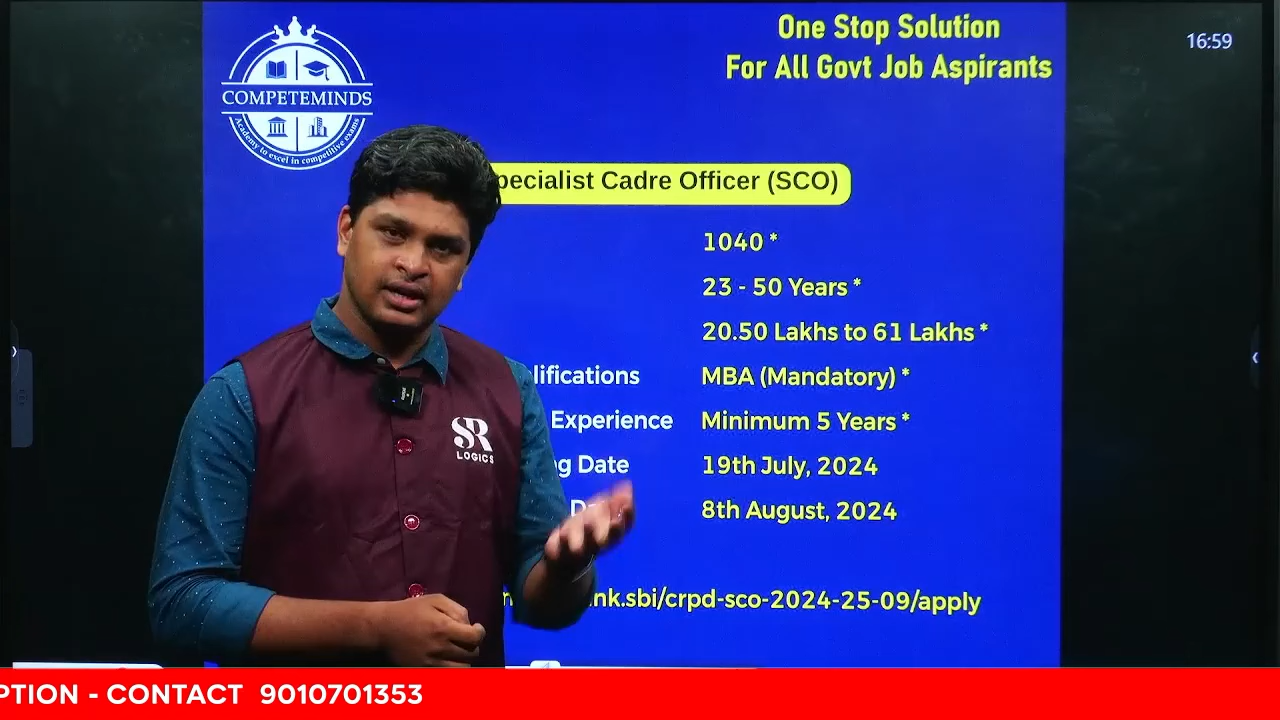 One Stop Solution
For All Govt Job Aspirants
16:59
COMPETEMINDS
Academy to excel in competitive exams
pecialist Cadre Officer (SCO)
1040 *
23 - 50 Years *
20.50 Lakhs to 61 Lakhs *
lifications MBA (Mandatory) *
Experience Minimum 5 Years *
g Date 19th July, 2024
8th August, 2024
nk.sbi/crpd-sco-2024-25-09/apply
SR
LOGICS
PTION - CONTACT 9010701353